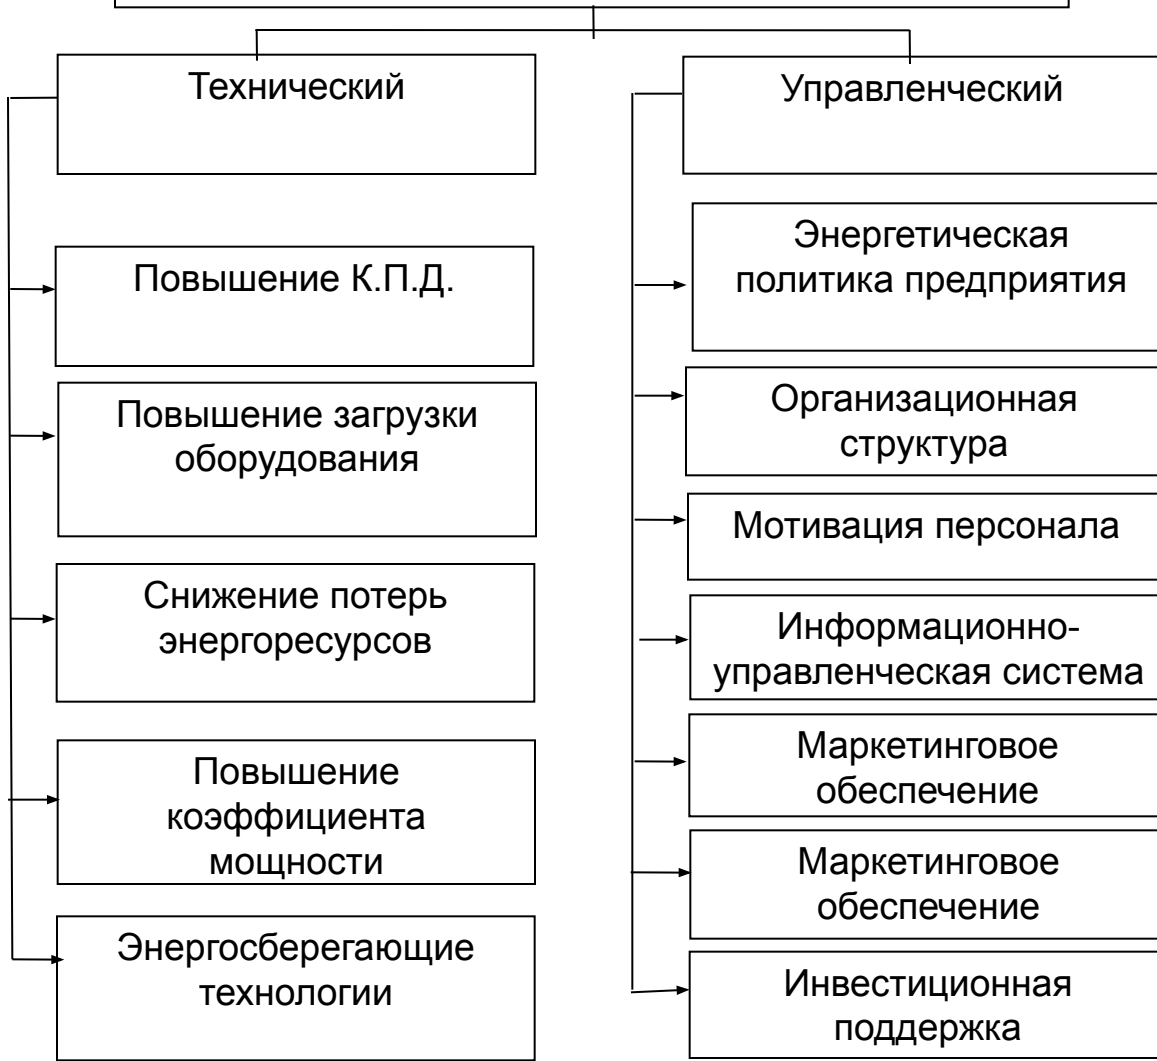 Технический
Повышение К.П.Д.
Повышение загрузки
оборудования
Снижение потерь
энергоресурсов
Повышение
коэффициента
мощности
Энергосберегающие
технологии
Управленческий
Энергетическая
политика предприятия
Организационная
структура
Мотивация персонала
Информационно-
управленческая система
Маркетинговое
обеспечение
Маркетинговое
обеспечение
Инвестиционная
поддержка